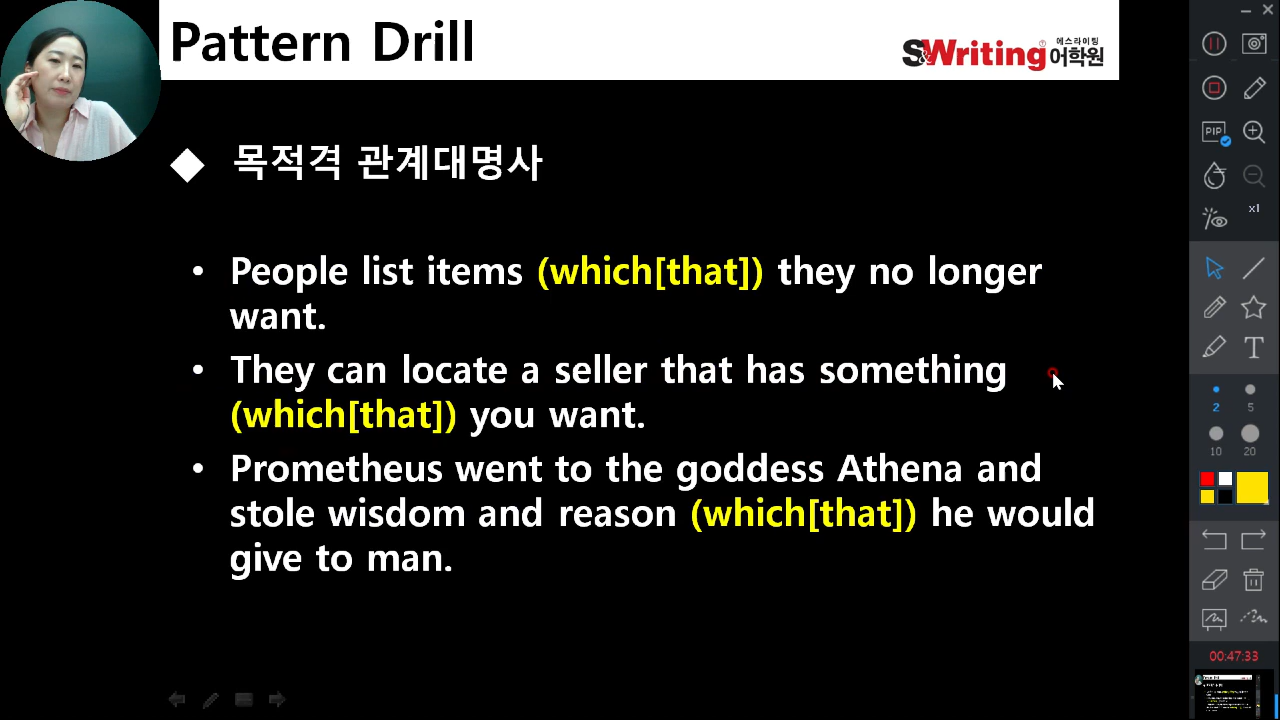 Pattern Drill
S&Writing 에스라이팅 어학원
◆ 목적격 관계대명사
• People list items (which[that]) they no longer
want.
• They can locate a seller that has something
(which[that]) you want.
• Prometheus went to the goddess Athena and
stole wisdom and reason (which[that]) he would
give to man.
PIP
x1
T
2
5
10
20
00:47:33